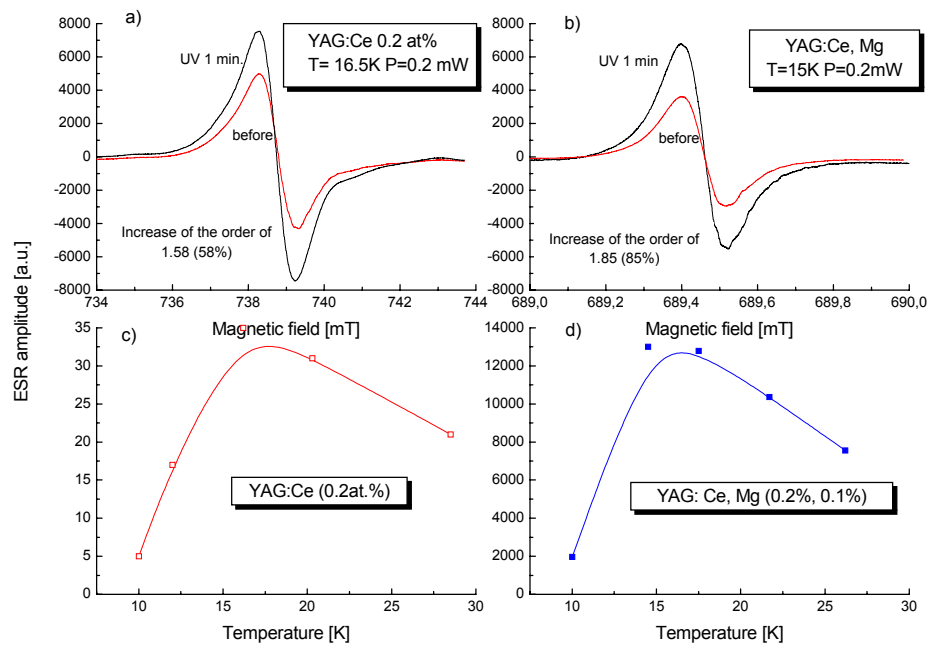 ESR amplitude [a.u.]
a)
YAG:Ce 0.2 at%
T= 16.5K P=0.2 mW
UV 1 min.
before
Increase of the order of
1.58 (58%)
8000
6000
4000
2000
0
-2000
-4000
-6000
-8000
734
736
738
740
742
744
Magnetic field [mT]
b)
YAG:Ce, Mg
T=15K P=0.2mW
UV 1 min
before
Increase of the order of
1.85 (85%)
8000
6000
4000
2000
0
-2000
-4000
-6000
-8000
689,0
689,2
689,4
689,6
689,8
690,0
Magnetic field [mT]
c)
YAG:Ce (0.2at.%)
35
30
25
20
15
10
5
0
10
15
20
25
30
Temperature [K]
d)
YAG: Ce, Mg (0.2%, 0.1%)
14000
12000
10000
8000
6000
4000
2000
0
10
15
20
25
30
Temperature [K]